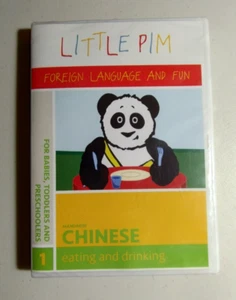 LITTLE PIM
FOREIGN LANGUAGE AND FUN
FOR BABIES, TODDLERS AND
PRESCHOOLERS
1
CHINESE
eating and drinking